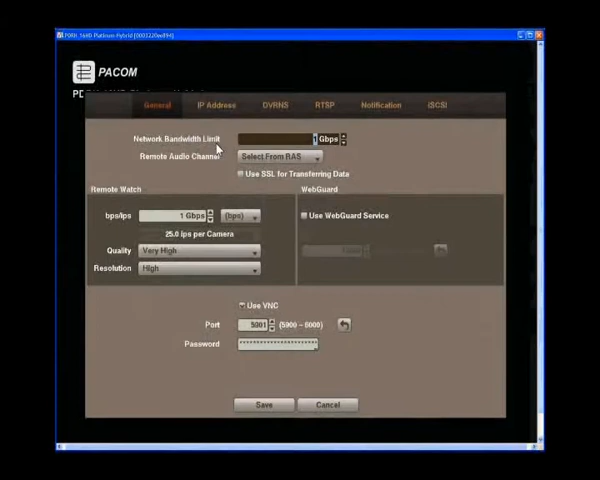 PACOM
General IP Address DVRNS RTSP Notification iSCSI
Network Bandwidth Limit 1 Gbps
Remote Audio Channel Select From RAS
Use SSL for Transferring Data
Remote Watch WebGuard
bps/ips 1 Gbps (bps) Use WebGuard Service
25.0 ips per Camera
Quality Very High
Resolution High
Use VNC
Port 5901 (5900 ~ 6000)
Password **********************
Save Cancel